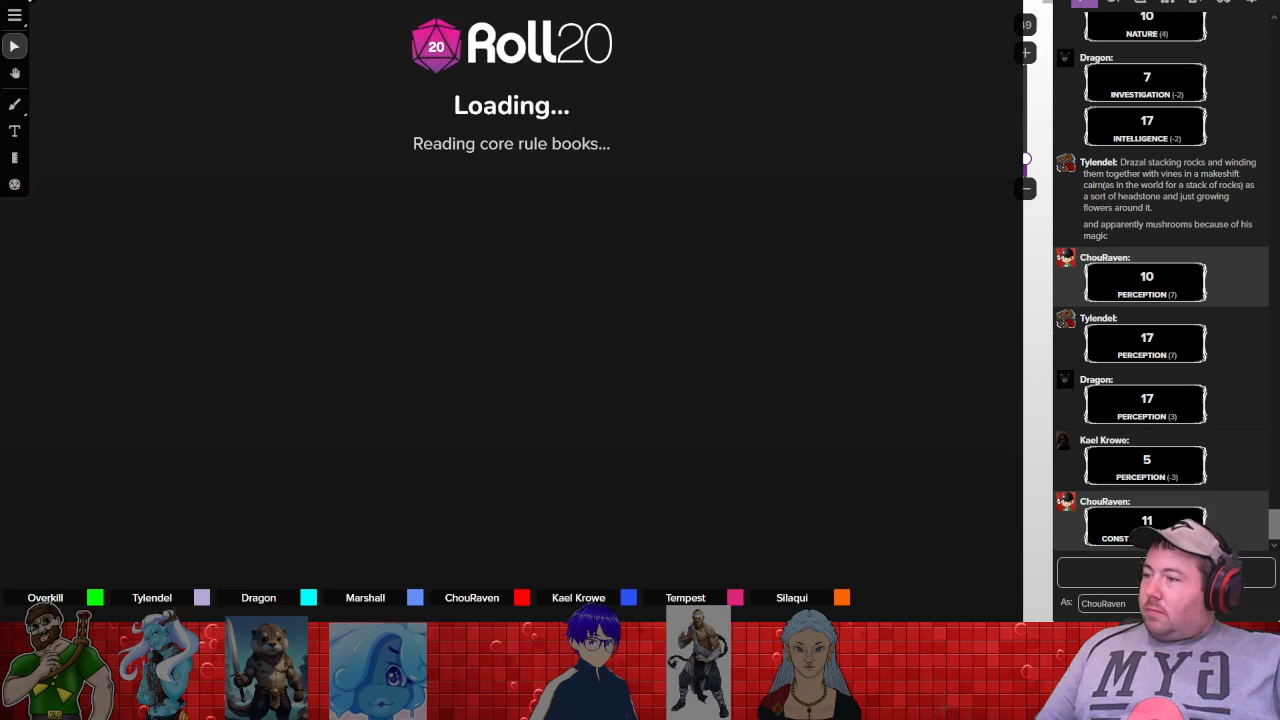 20
Roll20
Loading...
Reading core rule books...
T
49
+
−
10
NATURE (4)
Dragon:
7
INVESTIGATION (-2)
17
INTELLIGENCE (-2)
Tylendel: Drazal stacking rocks and winding
them together with vines in a makeshift
cairn(as in the world for a stack of rocks) as
a sort of headstone and just growing
flowers around it.
and apparently mushrooms because of his
magic
ChouRaven:
10
PERCEPTION (7)
Tylendel:
17
PERCEPTION (7)
Dragon:
17
PERCEPTION (3)
Kael Krowe:
5
PERCEPTION (-3)
ChouRaven:
11
CONST
As: ChouRaven
Overkill
Tylendel
Dragon
Marshall
ChouRaven
Kael Krowe
Tempest
Silaqui